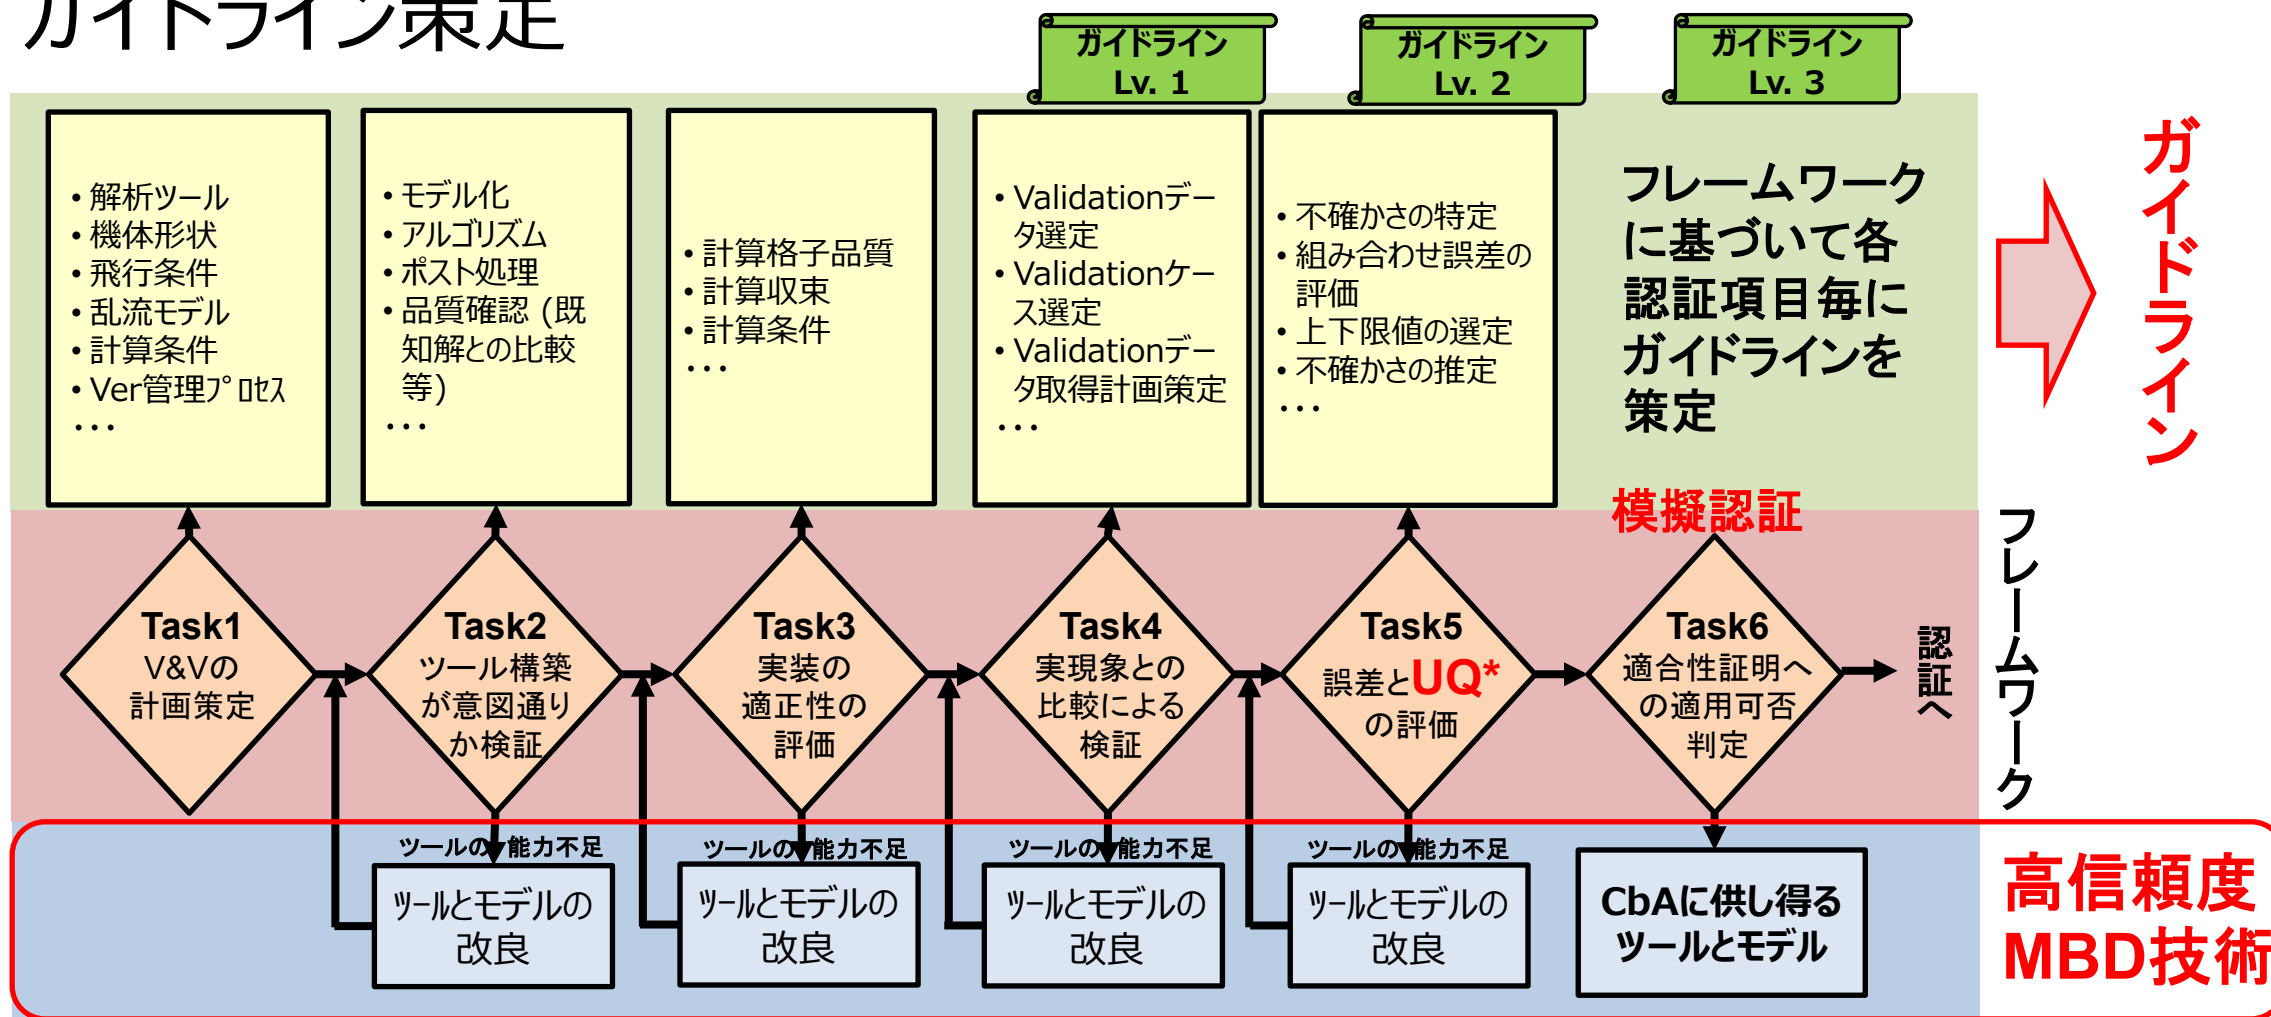 ガイドライン策定
ガイドライン
Lv. 1
ガイドライン
Lv. 2
ガイドライン
Lv. 3
• 解析ツール
• 機体形状
• 飛行条件
• 乱流モデル
• 計算条件
• Ver管理プロセス
…
• モデル化
• アルゴリズム
• ポスト処理
• 品質確認 (既
知解との比較
等)
…
• 計算格子品質
• 計算収束
• 計算条件
…
• Validationデー
タ選定
• Validationケー
ス選定
• Validationデー
タ取得計画策定
…
• 不確かさの特定
• 組み合わせ誤差の
評価
• 上下限値の選定
• 不確かさの推定
…
フレームワーク
に基づいて各
認証項目毎に
ガイドラインを
策定
ガイドライン
模擬認証
Task1
V&Vの
計画策定
Task2
ツール構築
が意図通り
か検証
Task3
実装の
適正性の
評価
Task4
実現象との
比較による
検証
Task5
誤差とUQ*
の評価
Task6
適合性証明へ
の適用可否
判定
認証へ
フレームワーク
ツールの能力不足
ツールとモデルの
改良
ツールの能力不足
ツールとモデルの
改良
ツールの能力不足
ツールとモデルの
改良
ツールの能力不足
ツールとモデルの
改良
CbAに供し得る
ツールとモデル
高信頼度
MBD技術